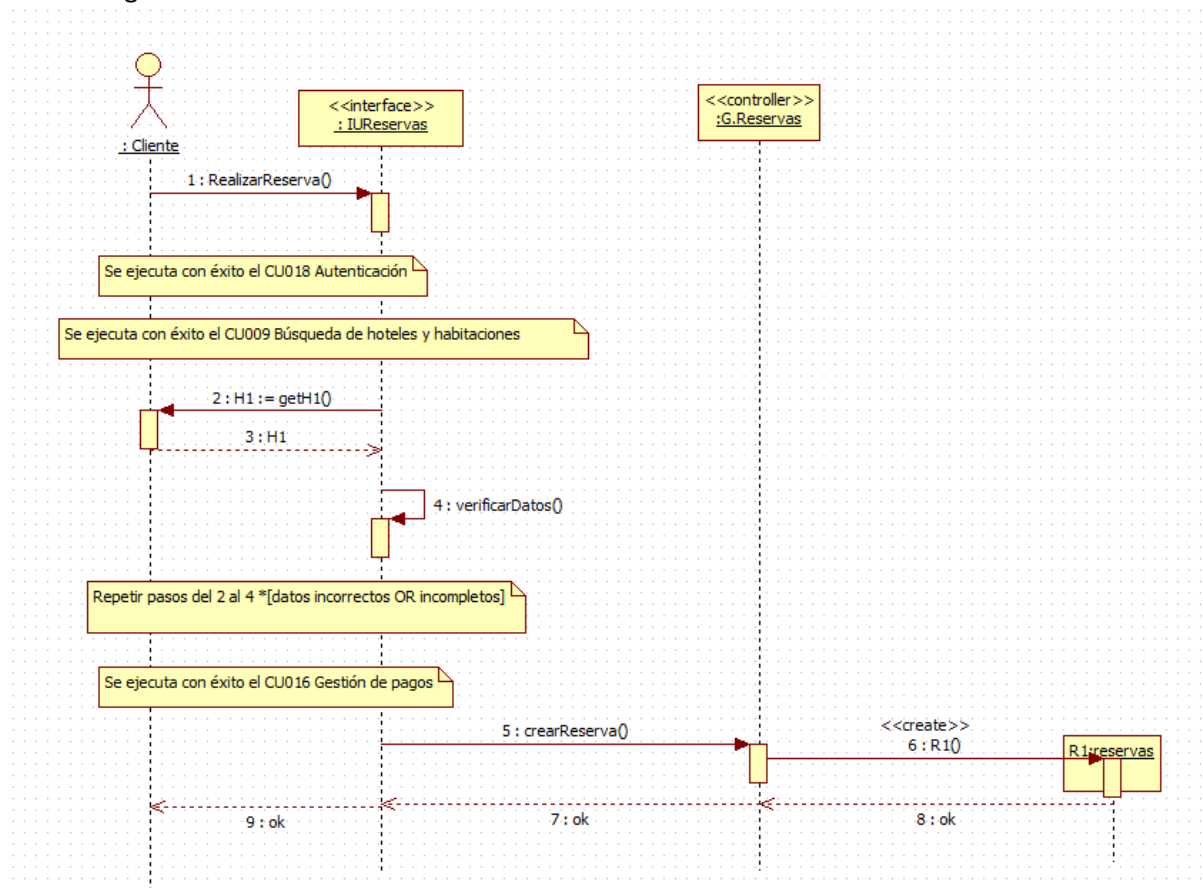 <<interface>>
: IUReservas
<<controller>>
:G.Reservas
: Cliente
1 : RealizarReserva()
Se ejecuta con éxito el CU018 Autenticación
Se ejecuta con éxito el CU009 Búsqueda de hoteles y habitaciones
2 : H1 := getH1()
3 : H1
4 : verificarDatos()
Repetir pasos del 2 al 4 *[datos incorrectos OR incompletos]
Se ejecuta con éxito el CU016 Gestión de pagos
5 : crearReserva()
<<create>>
6 : R1()
R1:reservas
9 : ok
7 : ok
8 : ok